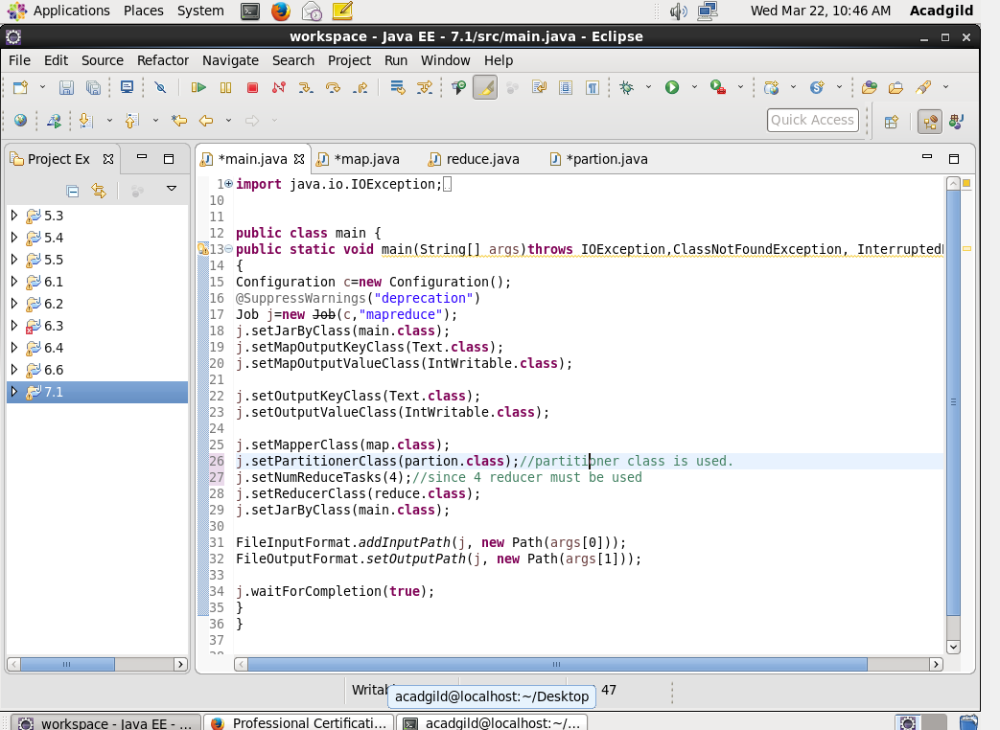 Applications Places System Wed Mar 22, 10:46 AM Acadgild
workspace - Java EE - 7.1/src/main.java - Eclipse
File Edit Source Refactor Navigate Search Project Run Window Help
Quick Access
Project Ex *main.java *map.java reduce.java *partion.java
5.3
5.4
5.5
6.1
6.2
6.3
6.4
6.6
7.1
1 import java.io.IOException;
10
11
12 public class main {
13 public static void main(String[] args)throws IOException,ClassNotFoundException, Interrupted
14 {
15 Configuration c=new Configuration();
16 @SuppressWarnings("deprecation")
17 Job j=new Job(c,"mapreduce");
18 j.setJarByClass(main.class);
19 j.setMapOutputKeyClass(Text.class);
20 j.setMapOutputValueClass(IntWritable.class);
21
22 j.setOutputKeyClass(Text.class);
23 j.setOutputValueClass(IntWritable.class);
24
25 j.setMapperClass(map.class);
26 j.setPartitionerClass(partion.class);//partitioner class is used.
27 j.setNumReduceTasks(4);//since 4 reducer must be used
28 j.setReducerClass(reduce.class);
29 j.setJarByClass(main.class);
30
31 FileInputFormat.addInputPath(j, new Path(args[0]));
32 FileOutputFormat.setOutputPath(j, new Path(args[1]));
33
34 j.waitForCompletion(true);
35 }
36 }
37
Writab 47
acadgild@localhost:~/Desktop
workspace - Java EE - ... Professional Certificati... acadgild@localhost:~/...